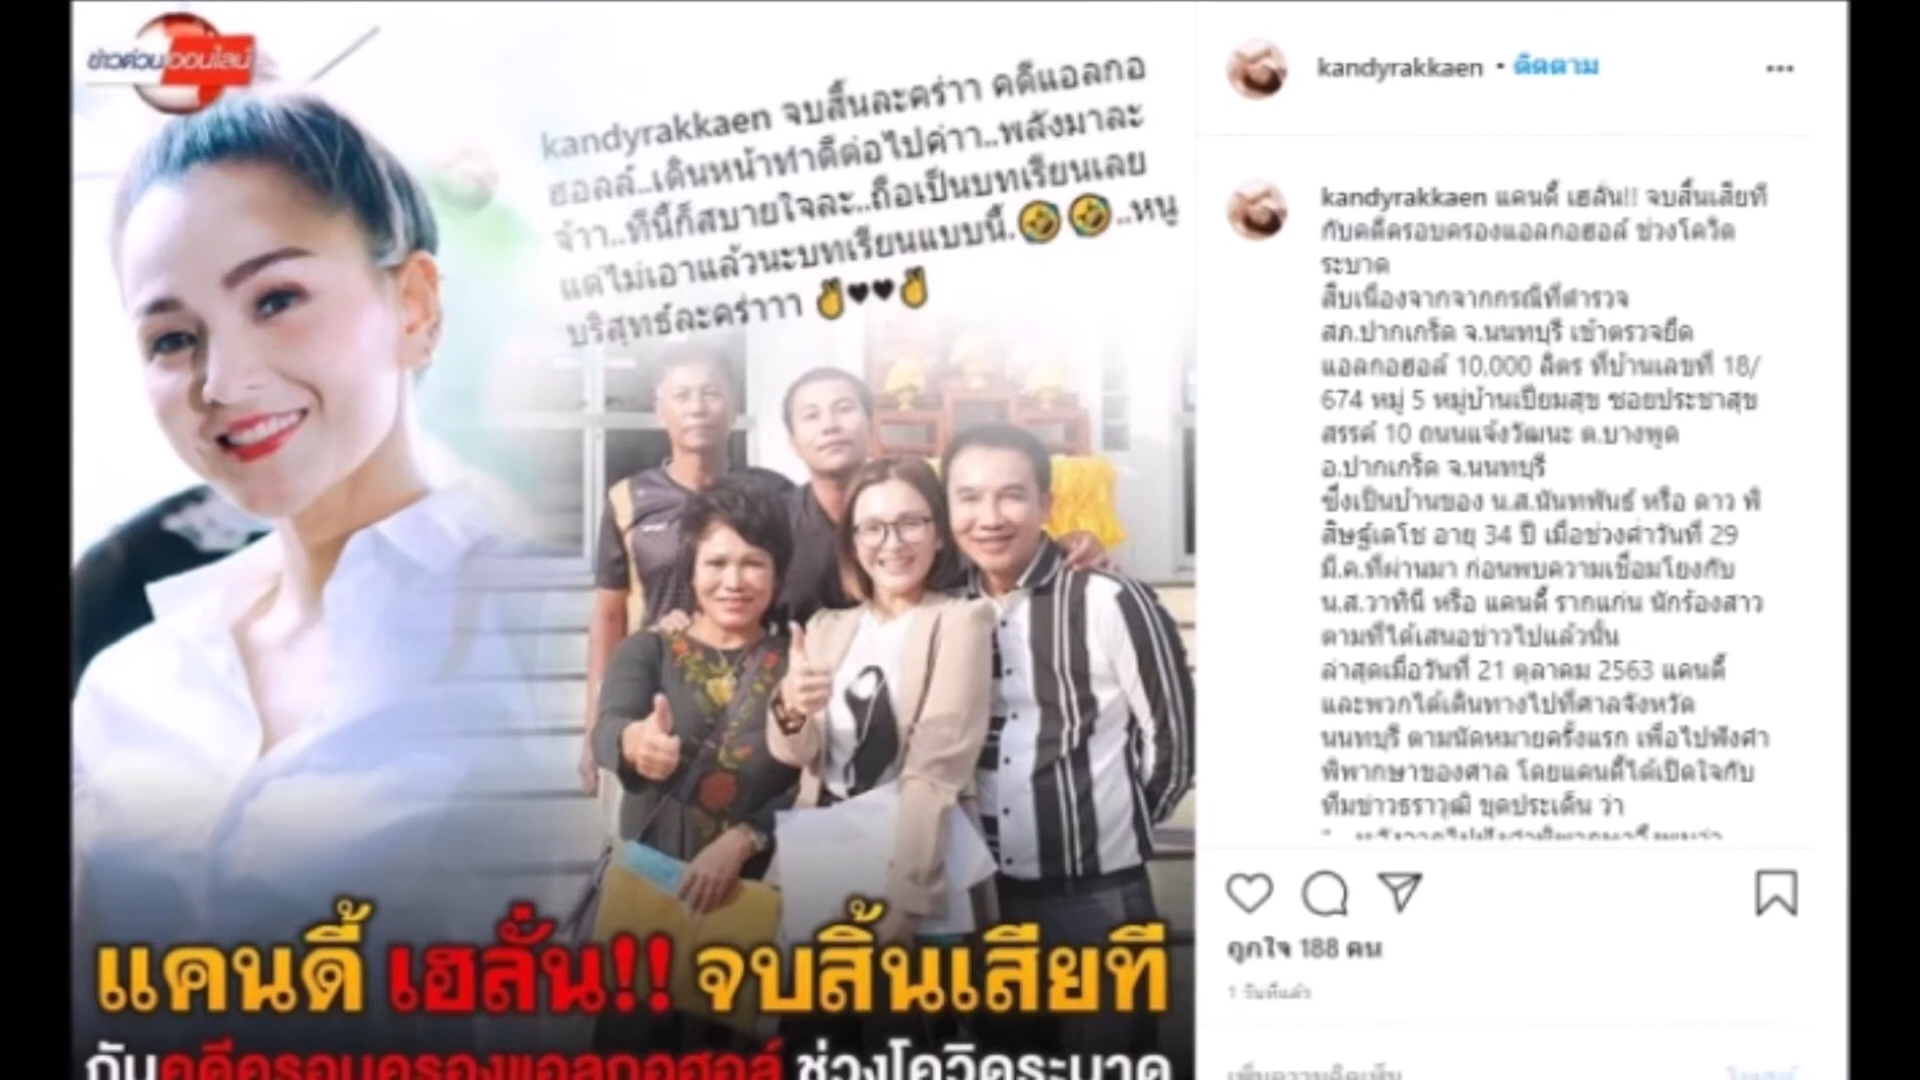 ข่าวด่วนออนไลน์
kandyrakkaen จบสิ้นละคร่าา คดีแอลกอ
ฮอลล์..เดินหน้าทำดีต่อไปค่าา..พลังมาละ
จ้าา..ทีนี้ก็สบายใจละ..ถือเป็นบทเรียนเลย
แต่ไม่เอาแล้วนะบทเรียนแบบนี้.🤣🤣..หนู
บริสุทธ์ละคร่าาา ✌️♥♥✌️
แคนดี้ เฮลั่น!! จบสิ้นเสียที
กับคดีครอบครองแอลกอฮอล์ ช่วงโควิดระบาด
kandyrakkaen • ติดตาม
kandyrakkaen แคนดี้ เฮลั่น!! จบสิ้นเสียที
กับคดีครอบครองแอลกอฮอล์ ช่วงโควิด
ระบาด
สืบเนื่องจากจากกรณีที่ตำรวจ
สภ.ปากเกร็ด จ.นนทบุรี เข้าตรวจยึด
แอลกอฮอล์ 10,000 ลิตร ที่บ้านเลขที่ 18/
674 หมู่ 5 หมู่บ้านเปี่ยมสุข ซอยประชาสุข
สรรค์ 10 ถนนแจ้งวัฒนะ ต.บางพูด
อ.ปากเกร็ด จ.นนทบุรี
ซึ่งเป็นบ้านของ น.ส.นันทพันธ์ หรือ ดาว พิ
สิษฐ์เดโช อายุ 34 ปี เมื่อช่วงค่ำวันที่ 29
มี.ค.ที่ผ่านมา ก่อนพบความเชื่อมโยงกับ
น.ส.วาทินี หรือ แคนดี้ รากแก่น นักร้องสาว
ตามที่ได้เสนอข่าวไปแล้วนั้น
ล่าสุดเมื่อวันที่ 21 ตุลาคม 2563 แคนดี้
และพวกได้เดินทางไปที่ศาลจังหวัด
นนทบุรี ตามนัดหมายครั้งแรก เพื่อไปฟังคำ
พิพากษาของศาล โดยแคนดี้ได้เปิดใจกับ
ทีมข่าวธราวุฒิ ขุดประเด็น ว่า
ถูกใจ 188 คน
1 วันที่แล้ว
เพิ่มความคิดเห็น
โพสต์